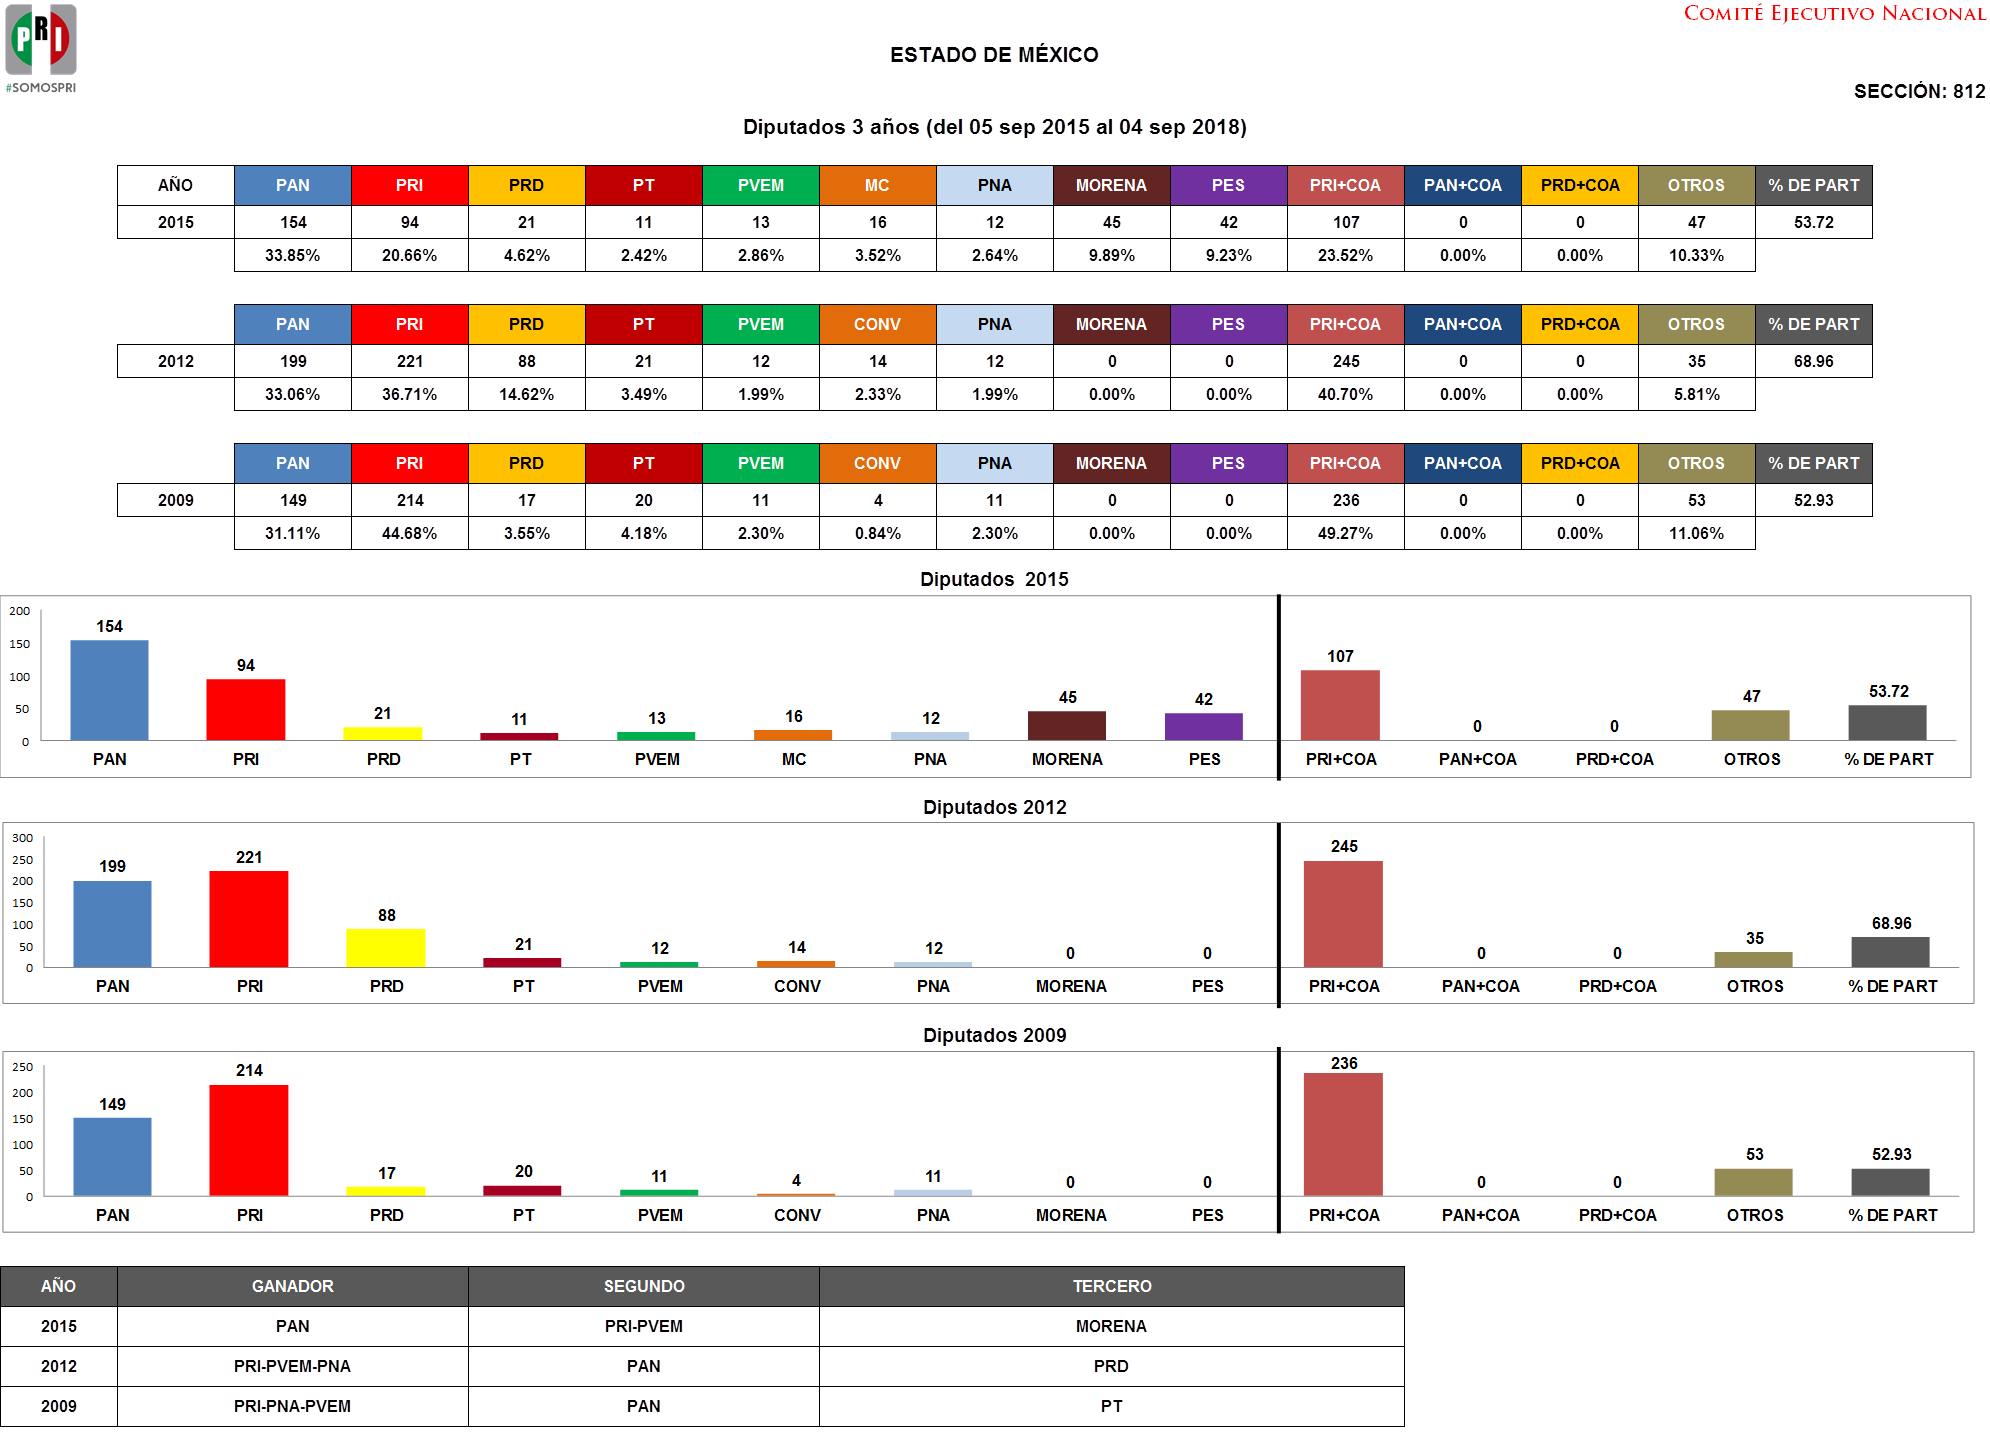 PRI
#SOMOSPRI
COMITÉ EJECUTIVO NACIONAL
ESTADO DE MÉXICO
SECCIÓN: 812
Diputados 3 años (del 05 sep 2015 al 04 sep 2018)
AÑO PAN PRI PRD PT PVEM MC PNA MORENA PES PRI+COA PAN+COA PRD+COA OTROS % DE PART
2015 154 94 21 11 13 16 12 45 42 107 0 0 47 53.72
33.85% 20.66% 4.62% 2.42% 2.86% 3.52% 2.64% 9.89% 9.23% 23.52% 0.00% 0.00% 10.33%
PAN PRI PRD PT PVEM CONV PNA MORENA PES PRI+COA PAN+COA PRD+COA OTROS % DE PART
2012 199 221 88 21 12 14 12 0 0 245 0 0 35 68.96
33.06% 36.71% 14.62% 3.49% 1.99% 2.33% 1.99% 0.00% 0.00% 40.70% 0.00% 0.00% 5.81%
PAN PRI PRD PT PVEM CONV PNA MORENA PES PRI+COA PAN+COA PRD+COA OTROS % DE PART
2009 149 214 17 20 11 4 11 0 0 236 0 0 53 52.93
31.11% 44.68% 3.55% 4.18% 2.30% 0.84% 2.30% 0.00% 0.00% 49.27% 0.00% 0.00% 11.06%
Diputados 2015
200
150
100
50
0
154 94 21 11 13 16 12 45 42 107 0 0 47 53.72
PAN PRI PRD PT PVEM MC PNA MORENA PES PRI+COA PAN+COA PRD+COA OTROS % DE PART
Diputados 2012
300
250
200
150
100
50
0
199 221 88 21 12 14 12 0 0 245 0 0 35 68.96
PAN PRI PRD PT PVEM CONV PNA MORENA PES PRI+COA PAN+COA PRD+COA OTROS % DE PART
Diputados 2009
250
200
150
100
50
0
149 214 17 20 11 4 11 0 0 236 0 0 53 52.93
PAN PRI PRD PT PVEM CONV PNA MORENA PES PRI+COA PAN+COA PRD+COA OTROS % DE PART
AÑO GANADOR SEGUNDO TERCERO
2015 PAN PRI-PVEM MORENA
2012 PRI-PVEM-PNA PAN PRD
2009 PRI-PNA-PVEM PAN PT